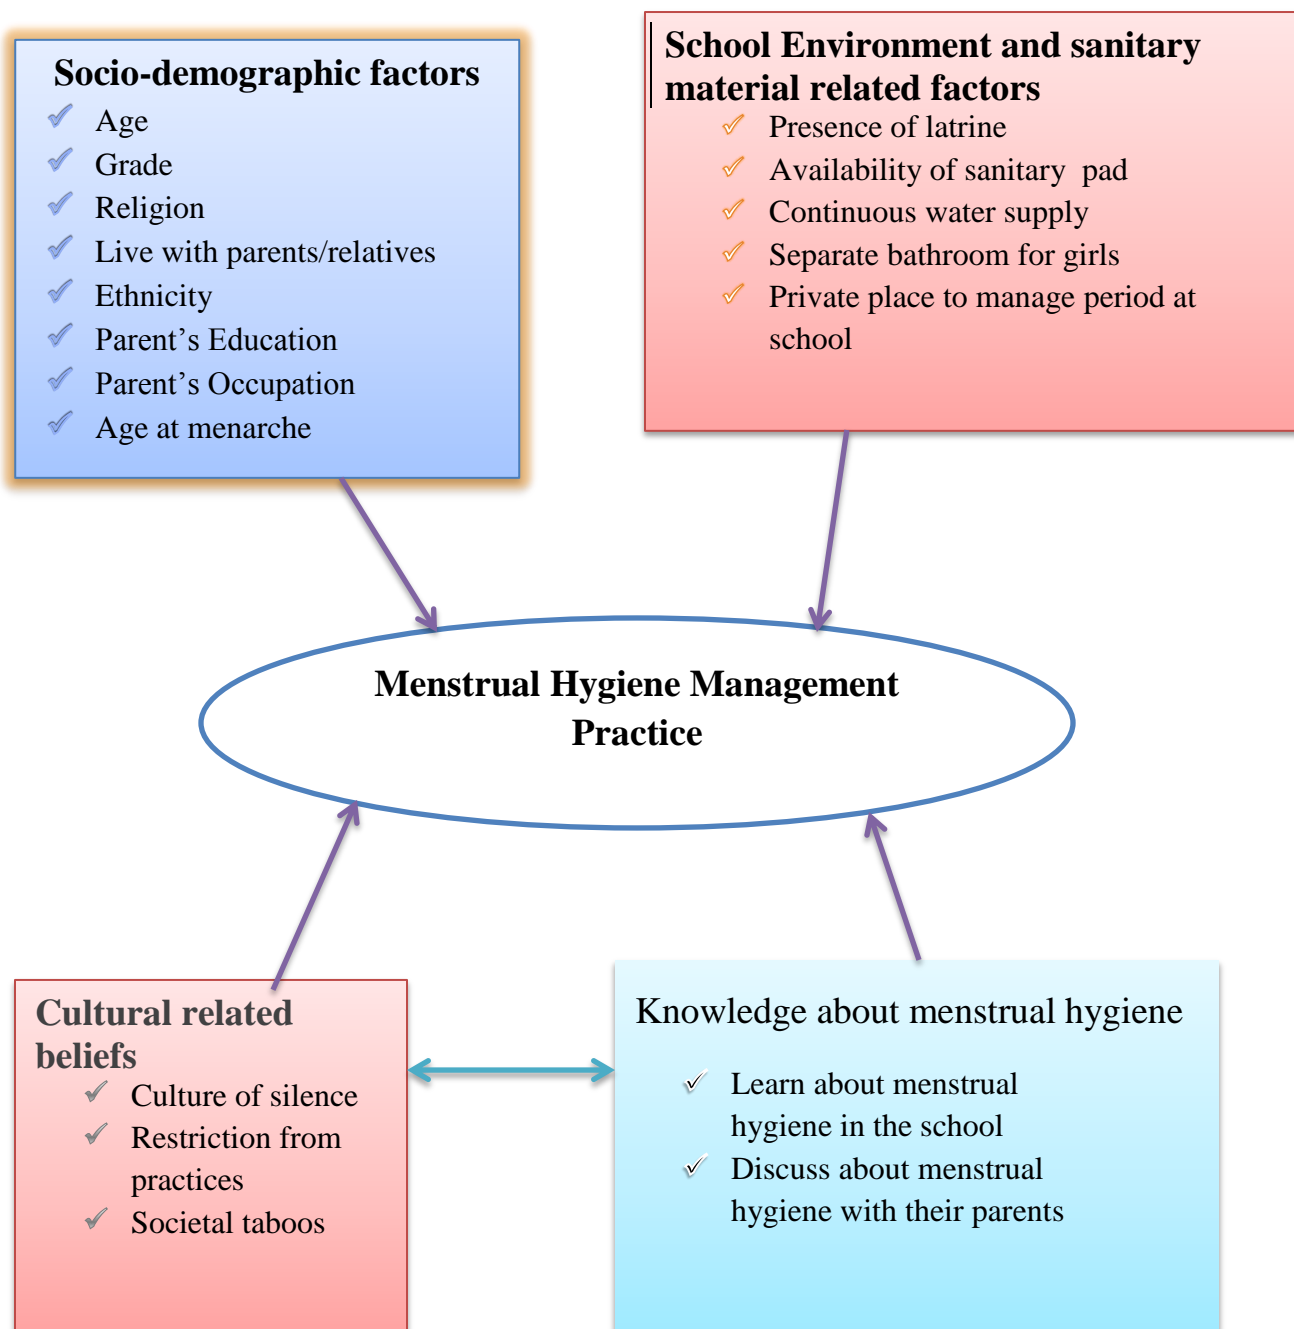 Socio-demographic factors
Age
Grade
Religion
Live with parents/relatives
Ethnicity
Parent’s Education
Parent’s Occupation
Age at menarche
School Environment and sanitary
material related factors
Presence of latrine
Availability of sanitary  pad
Continuous water supply
Separate bathroom for girls
Private place to manage period at
school
Menstrual Hygiene Management
Practice
Cultural related
beliefs
Culture of silence
Restriction from
practices
Societal taboos
Knowledge about menstrual hygiene
Learn about menstrual
hygiene in the school
Discuss about menstrual
hygiene with their parents